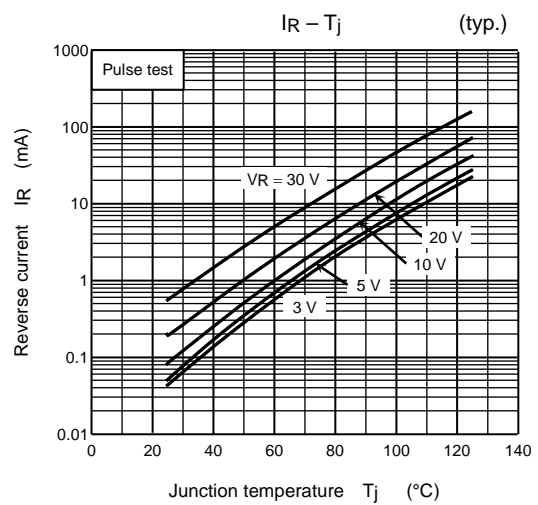 IR – Tj (typ.)
Pulse test
Reverse current IR (mA)
1000
100
10
1
0.1
0.01
VR = 30 V
20 V
10 V
5 V
3 V
0 20 40 60 80 100 120 140
Junction temperature Tj (°C)